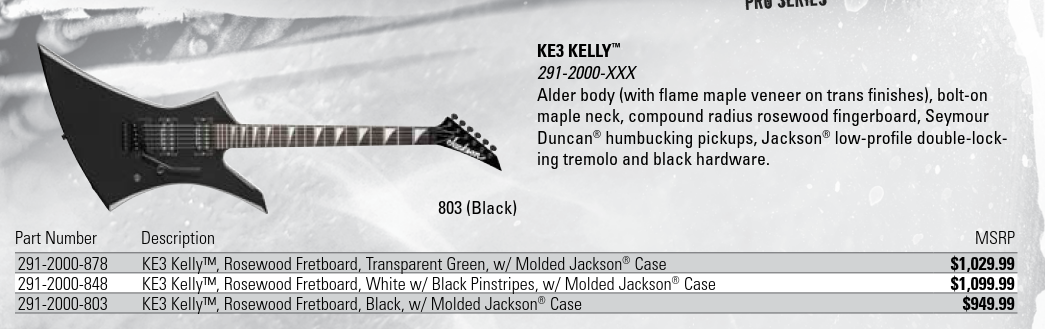 PRO SERIES
KE3 KELLY™
291-2000-XXX
Alder body (with flame maple veneer on trans finishes), bolt-on
maple neck, compound radius rosewood fingerboard, Seymour
Duncan® humbucking pickups, Jackson® low-profile double-lock-
ing tremolo and black hardware.
Jackson
803 (Black)
Part Number Description MSRP
291-2000-878 KE3 Kelly™, Rosewood Fretboard, Transparent Green, w/ Molded Jackson® Case $1,029.99
291-2000-848 KE3 Kelly™, Rosewood Fretboard, White w/ Black Pinstripes, w/ Molded Jackson® Case $1,099.99
291-2000-803 KE3 Kelly™, Rosewood Fretboard, Black, w/ Molded Jackson® Case $949.99